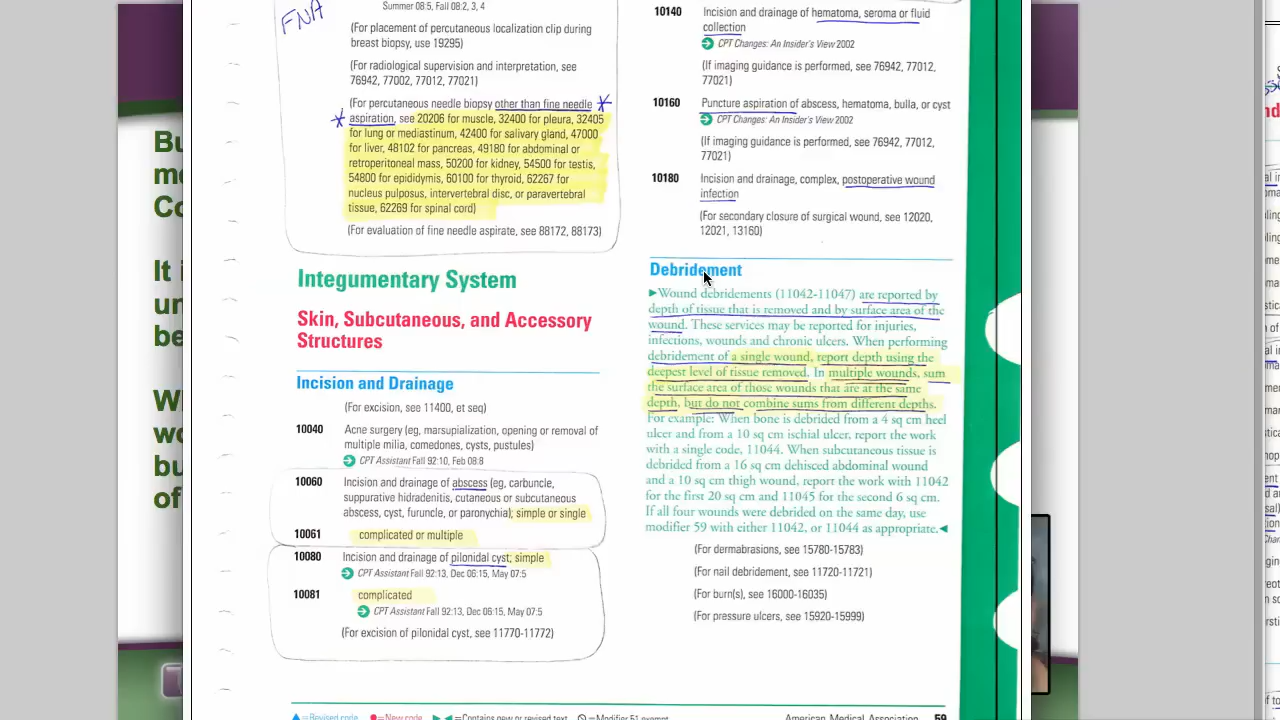 FNA
Summer 08:5, Fall 08:2, 3, 4
(For placement of percutaneous localization clip during
breast biopsy, use 19295)
(For radiological supervision and interpretation, see
76942, 77002, 77012, 77021)
(For percutaneous needle biopsy other than fine needle
aspiration, see 20206 for muscle, 32400 for pleura, 32405
for lung or mediastinum, 42400 for salivary gland, 47000
for liver, 48102 for pancreas, 49180 for abdominal or
retroperitoneal mass, 50200 for kidney, 54500 for testis,
54800 for epididymis, 60100 for thyroid, 62267 for
nucleus pulposus, intervertebral disc, or paravertebral
tissue, 62269 for spinal cord)
(For evaluation of fine needle aspirate, see 88172, 88173)
Integumentary System
Skin, Subcutaneous, and Accessory
Structures
Incision and Drainage
(For excision, see 11400, et seq)
10040 Acne surgery (eg, marsupialization, opening or removal of
multiple milia, comedones, cysts, pustules)
CPT Assistant Fall 92:10, Feb 08:8
10060 Incision and drainage of abscess (eg, carbuncle,
suppurative hidradenitis, cutaneous or subcutaneous
abscess, cyst, furuncle, or paronychia); simple or single
10061 complicated or multiple
10080 Incision and drainage of pilonidal cyst; simple
CPT Assistant Fall 92:13, Dec 06:15, May 07:5
10081 complicated
CPT Assistant Fall 92:13, Dec 06:15, May 07:5
(For excision of pilonidal cyst, see 11770-11772)
10140 Incision and drainage of hematoma, seroma or fluid
collection
CPT Changes: An Insider's View 2002
(If imaging guidance is performed, see 76942, 77012,
77021)
10160 Puncture aspiration of abscess, hematoma, bulla, or cyst
CPT Changes: An Insider's View 2002
(If imaging guidance is performed, see 76942, 77012,
77021)
10180 Incision and drainage, complex, postoperative wound
infection
(For secondary closure of surgical wound, see 12020,
12021, 13160)
Debridement
►Wound debridements (11042-11047) are reported by
depth of tissue that is removed and by surface area of the
wound. These services may be reported for injuries,
infections, wounds and chronic ulcers. When performing
debridement of a single wound, report depth using the
deepest level of tissue removed. In multiple wounds, sum
the surface area of those wounds that are at the same
depth, but do not combine sums from different depths.
For example: When bone is debrided from a 4 sq cm heel
ulcer and from a 10 sq cm ischial ulcer, report the work
with a single code, 11044. When subcutaneous tissue is
debrided from a 16 sq cm dehisced abdominal wound
and a 10 sq cm thigh wound, report the work with 11042
for the first 20 sq cm and 11045 for the second 6 sq cm.
If all four wounds were debrided on the same day, use
modifier 59 with either 11042, or 11044 as appropriate.◄
(For dermabrasions, see 15780-15783)
(For nail debridement, see 11720-11721)
(For burn(s), see 16000-16035)
(For pressure ulcers, see 15920-15999)
▲=Revised code ●=New code ►◄=Contains new or revised text =Modifier 51 exempt American Medical Association 59